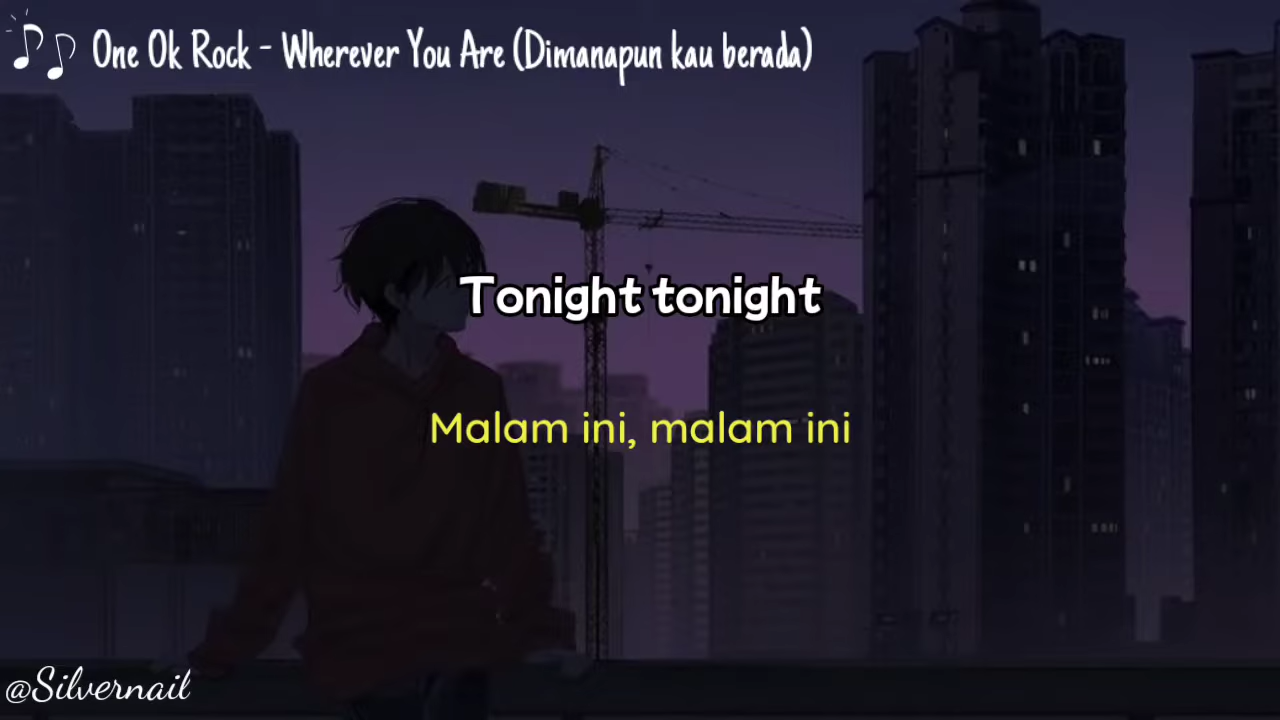 One Ok Rock - Wherever You Are (Dimanapun kau berada)
Tonight tonight
Malam ini, malam ini
@Silvernail